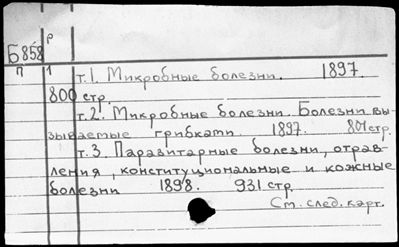 Р
Б858
П 1 т.1. Микробные болезни. 1897.
800 стр.
т.2. Микробные болезни. Болезни вы-
зываемые грибками. 1897. 801 стр.
т.3. Паразитарные болезни, отрав-
ления, конституциональные и кожные
болезни 1898. 931 стр.
См. след. карт.